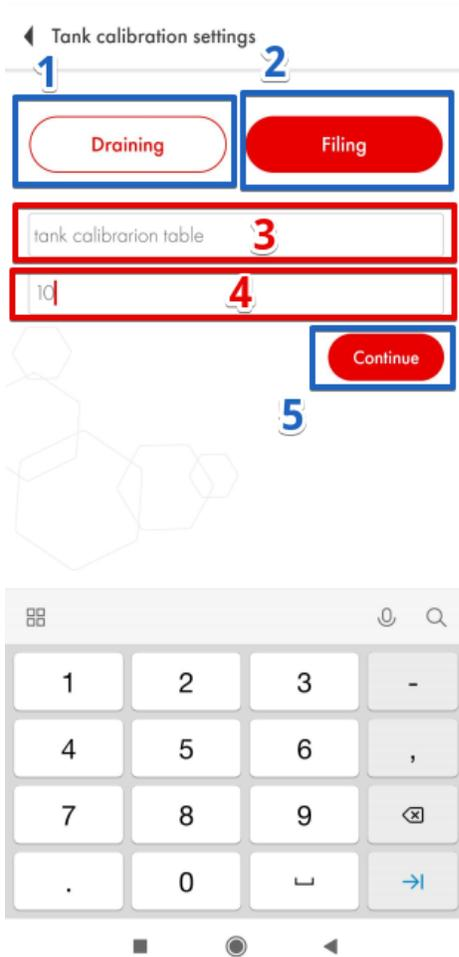 Tank calibration settings
1
2
Draining
Filing
tank calibrarion table
3
10
4
Continue
5
1 2 3 -
4 5 6 ,
7 8 9
. 0